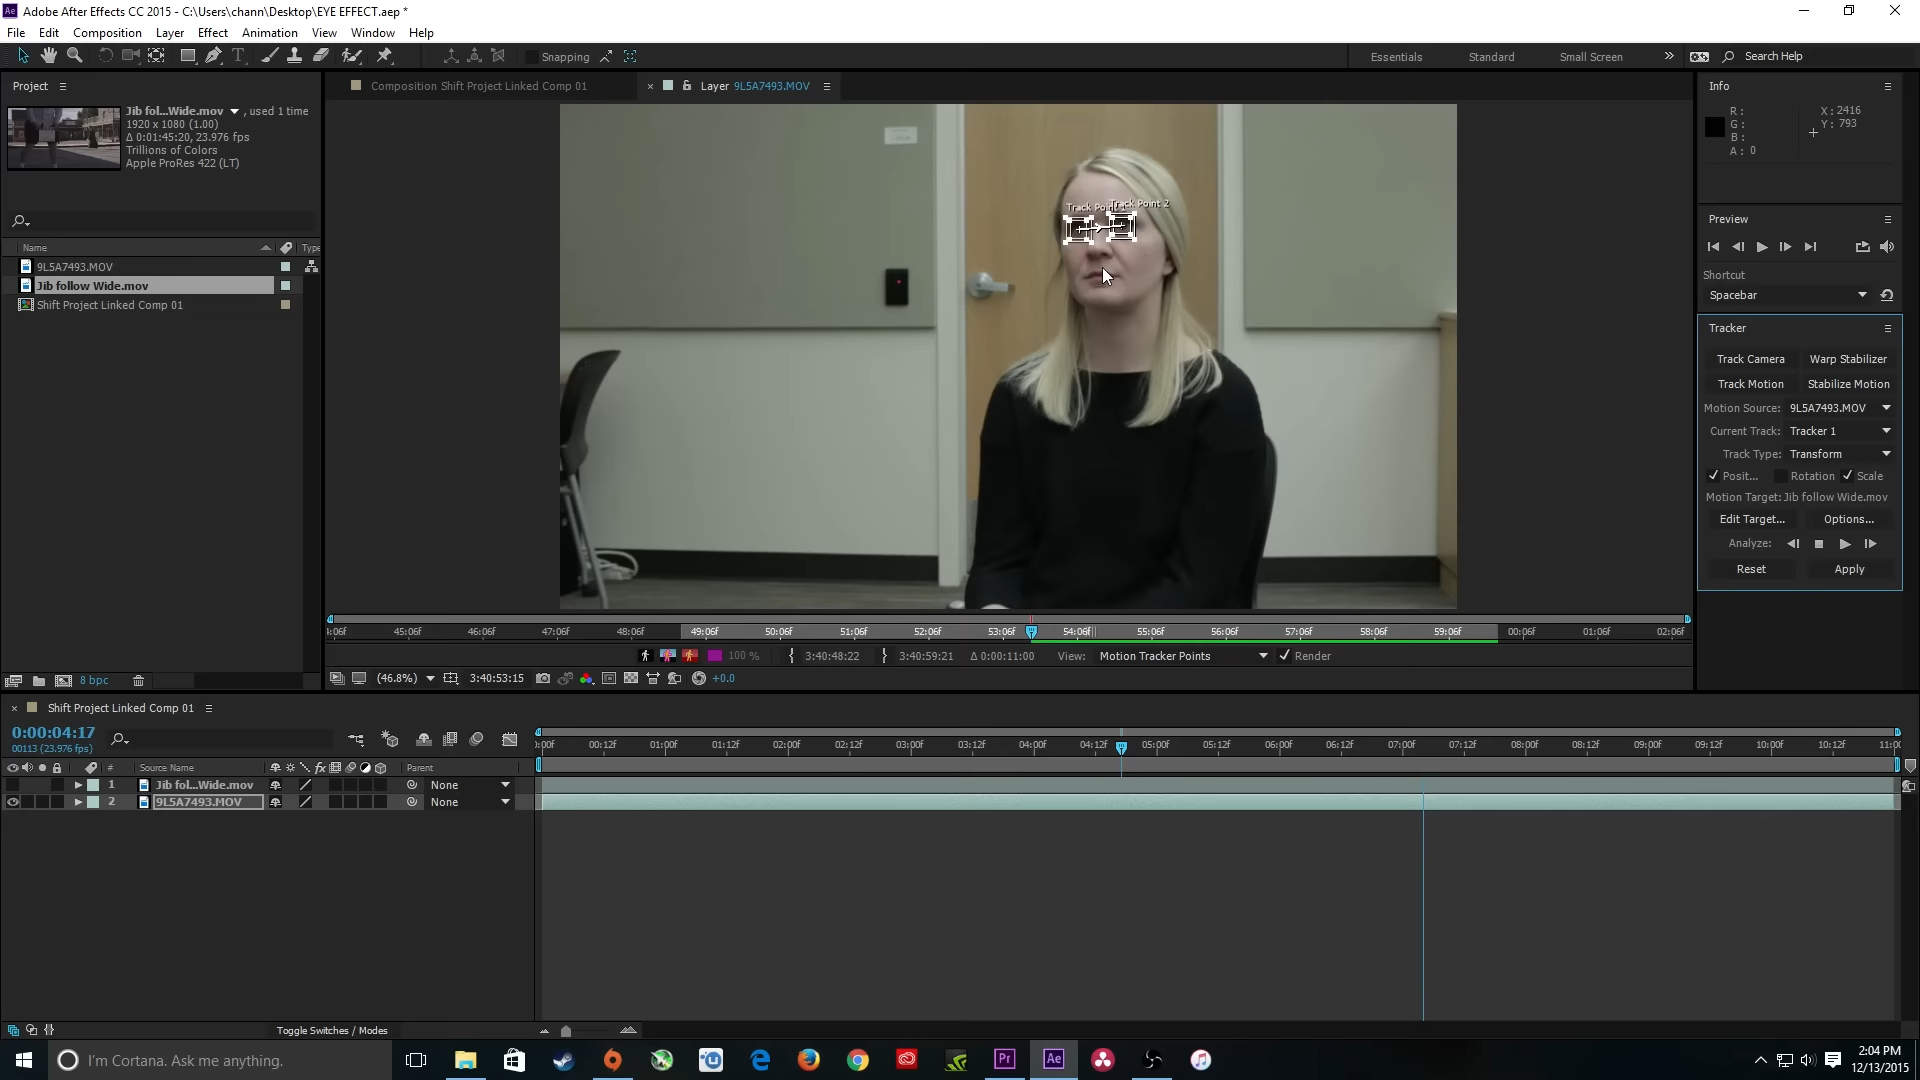 Adobe After Effects CC 2015 - C:\Users\chann\Desktop\EYE EFFECT.aep *
File Edit Composition Layer Effect Animation View Window Help
Snapping
Essentials Standard Small Screen Search Help
Project
Jib fol...Wide.mov , used 1 time
1920 x 1080 (1.00)
Δ 0:01:45:20, 23.976 fps
Trillions of Colors
Apple ProRes 422 (LT)
Name Type
9L5A7493.MOV
Jib follow Wide.mov
Shift Project Linked Comp 01
8 bpc
Composition Shift Project Linked Comp 01
Layer 9L5A7493.MOV
Track Point 2
46:06f 47:06f 48:06f 49:06f 50:06f 51:06f 52:06f 53:06f 54:06f 55:06f 56:06f 57:06f 58:06f 59:06f 00:06f 01:06f 02:06f
45:06f
100 % 3:40:48:22 3:40:59:21 Δ 0:00:11:00 View: Motion Tracker Points Render
(46.8%) 3:40:53:15 +0.0
Info
R : X : 2416
G : Y : 793
B :
A : 0
Preview
Shortcut
Spacebar
Tracker
Track Camera Warp Stabilizer
Track Motion Stabilize Motion
Motion Source: 9L5A7493.MOV
Current Track: Tracker 1
Track Type: Transform
Posit... Rotation Scale
Motion Target: Jib follow Wide.mov
Edit Target... Options...
Analyze:
Reset Apply
Shift Project Linked Comp 01
0:00:04:17
00113 (23.976 fps)
:00f 00:12f 01:00f 01:12f 02:00f 02:12f 03:00f 03:12f 04:00f 04:12f 05:00f 05:12f 06:00f 06:12f 07:00f 07:12f 08:00f 08:12f 09:00f 09:12f 10:00f 10:12f 11:0
# Source Name fx Parent
1 Jib fol...Wide.mov None
2 9L5A7493.MOV None
Toggle Switches / Modes
I'm Cortana. Ask me anything.
Pr Ae
2:04 PM
12/13/2015